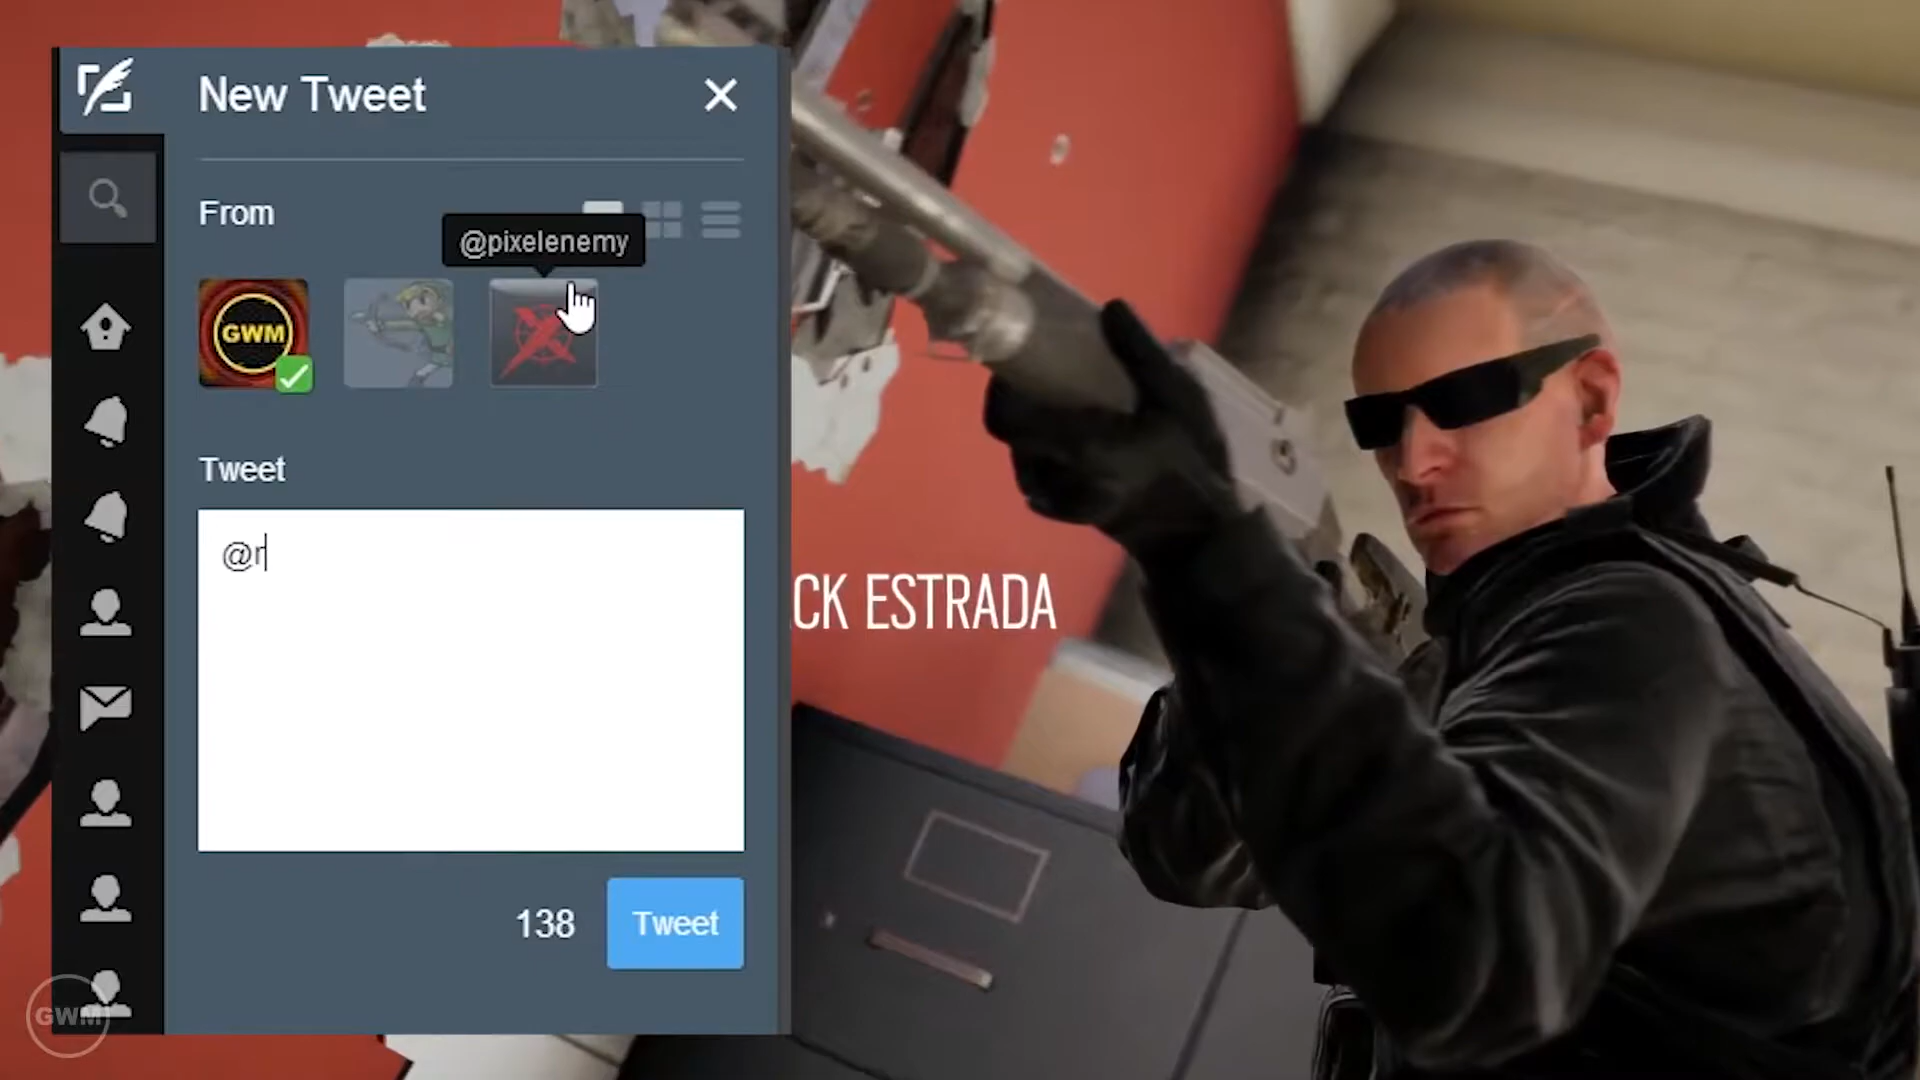 New Tweet
From
@pixelenemy
GWM
Tweet
@r
CK ESTRADA
138
Tweet
GWM